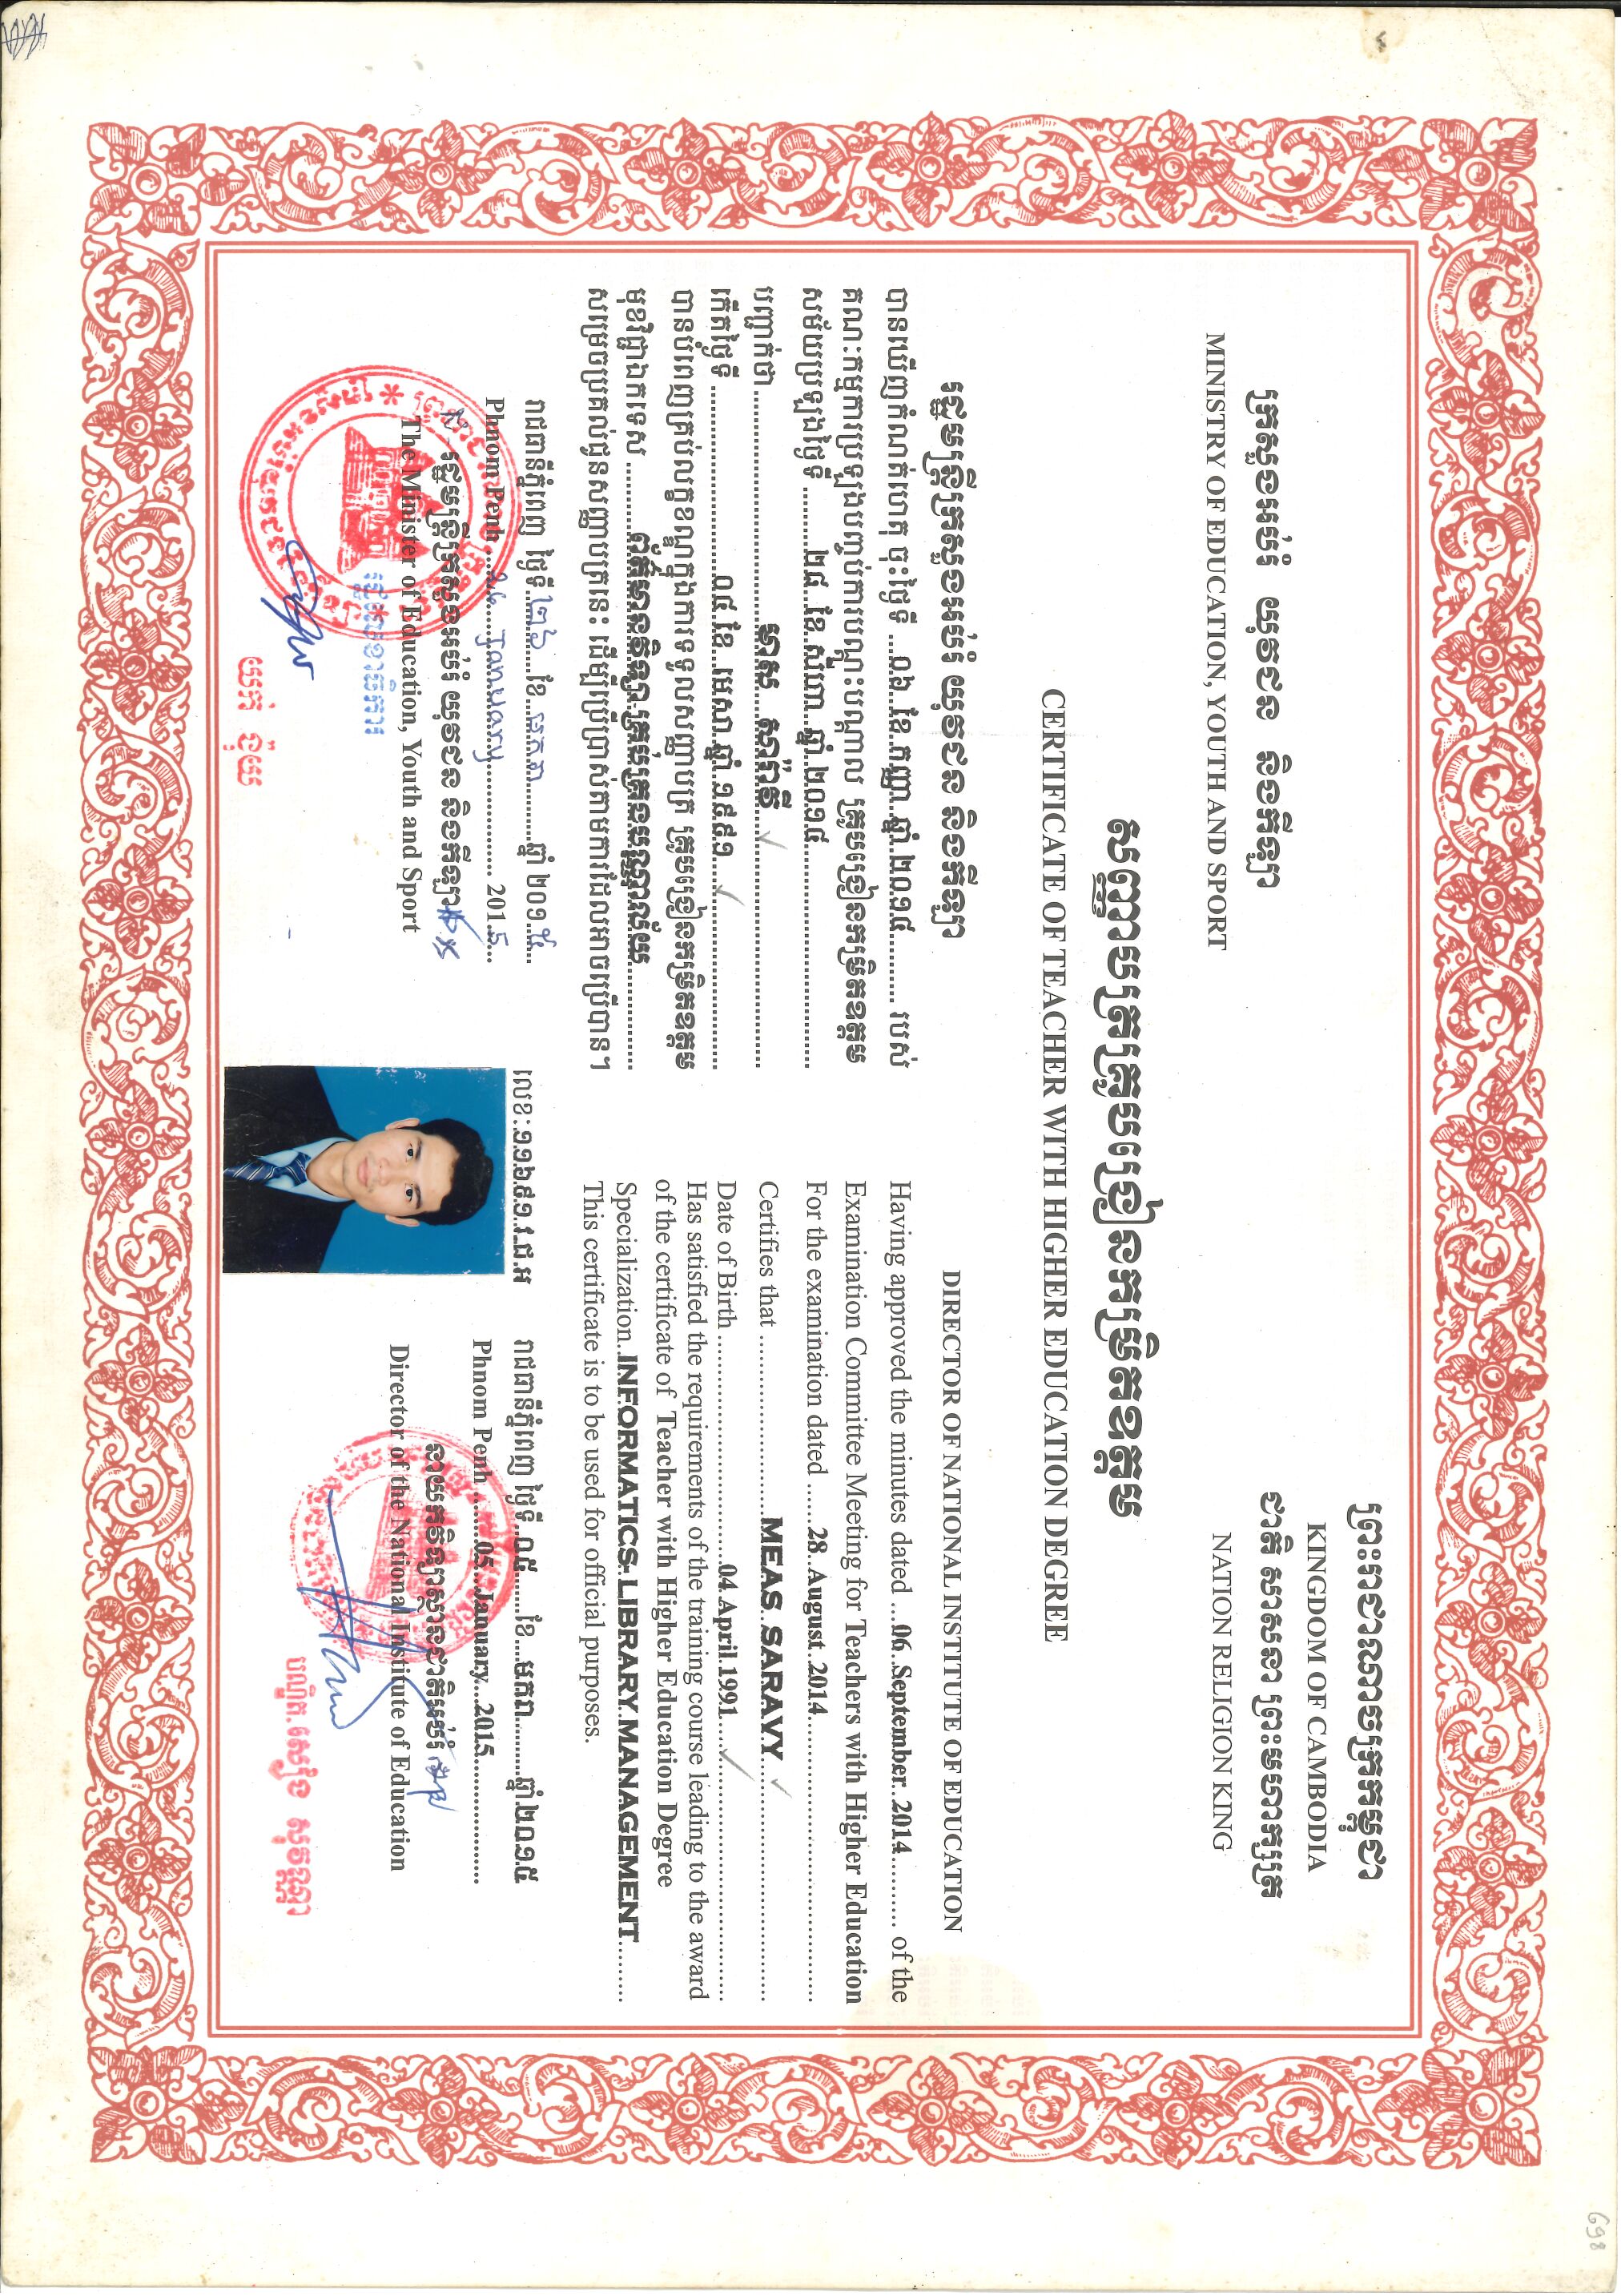 698
ព្រះរាជាណាចក្រកម្ពុជា
KINGDOM OF CAMBODIA
ជាតិ សាសនា ព្រះមហាក្សត្រ
NATION RELIGION KING
ក្រសួងអប់រំ យុវជន និងកីឡា
MINISTRY OF EDUCATION, YOUTH AND SPORT
សញ្ញាបត្រគ្រូបង្រៀនកម្រិតឧត្តម
CERTIFICATE OF TEACHER WITH HIGHER EDUCATION DEGREE
រដ្ឋមន្ត្រីក្រសួងអប់រំ យុវជន និងកីឡា
បានឃើញកំណត់ហេតុ ចុះថ្ងៃទី ...០៦ ខែ កញ្ញា ឆ្នាំ ២០១៤......... របស់
គណៈកម្មការប្រឡងបញ្ចប់ការបណ្តុះបណ្តាល គ្រូបង្រៀនកម្រិតឧត្តម
សម័យប្រឡងថ្ងៃទី ........២៨ ខែ សីហា ឆ្នាំ ២០១៤........
បញ្ជាក់ថា........មាស សារ៉ាវី........
កើតថ្ងៃទី ........០៤ ខែ មេសា ឆ្នាំ ១៩៩១........
បានបំពេញគ្រប់លក្ខខណ្ឌក្នុងការទទួលសញ្ញាបត្រ គ្រូបង្រៀនកម្រិតឧត្តម
មុខវិជ្ជាឯកទេស ........ព័ត៌មានវិទ្យា-គ្រប់គ្រងបណ្ណាល័យ........
សម្រេចប្រគល់ជូនសញ្ញាបត្រនេះ ដើម្បីប្រើប្រាស់តាមការដែលអាចប្រើបាន។
រាជធានីភ្នំពេញ ថ្ងៃទី ២៦ ខែ មករា ឆ្នាំ ២០១៥
Phnom Penh 26 January 2015
រដ្ឋមន្ត្រីក្រសួងអប់រំ យុវជន និងកីឡា
The Minister of Education, Youth and Sport
រដ្ឋលេខាធិការ
យក់ ង៉ុយ
លេខ:១១៦៩១ វ.ជ.អ
DIRECTOR OF NATIONAL INSTITUTE OF EDUCATION
Having approved the minutes dated ...06 September 2014.......... of the
Examination Committee Meeting for Teachers with Higher Education
For the examination dated ......28 August 2014......
Certifies that ........MEAS SARAVY........
Date of Birth ........04 April 1991........
Has satisfied the requirements of the training course leading to the award
of the certificate of Teacher with Higher Education Degree
Specialization..INFORMATICS- LIBRARY MANAGEMENT.........
This certificate is to be used for official purposes.
រាជធានីភ្នំពេញ ថ្ងៃទី ០៥ ខែ មករា ឆ្នាំ ២០១៥
Phnom Penh ........05 January 2015........
នាយកវិទ្យាស្ថានជាតិអប់រំ
Director of the National Institute of Education
បណ្ឌិត. សៀង សុវណ្ណា